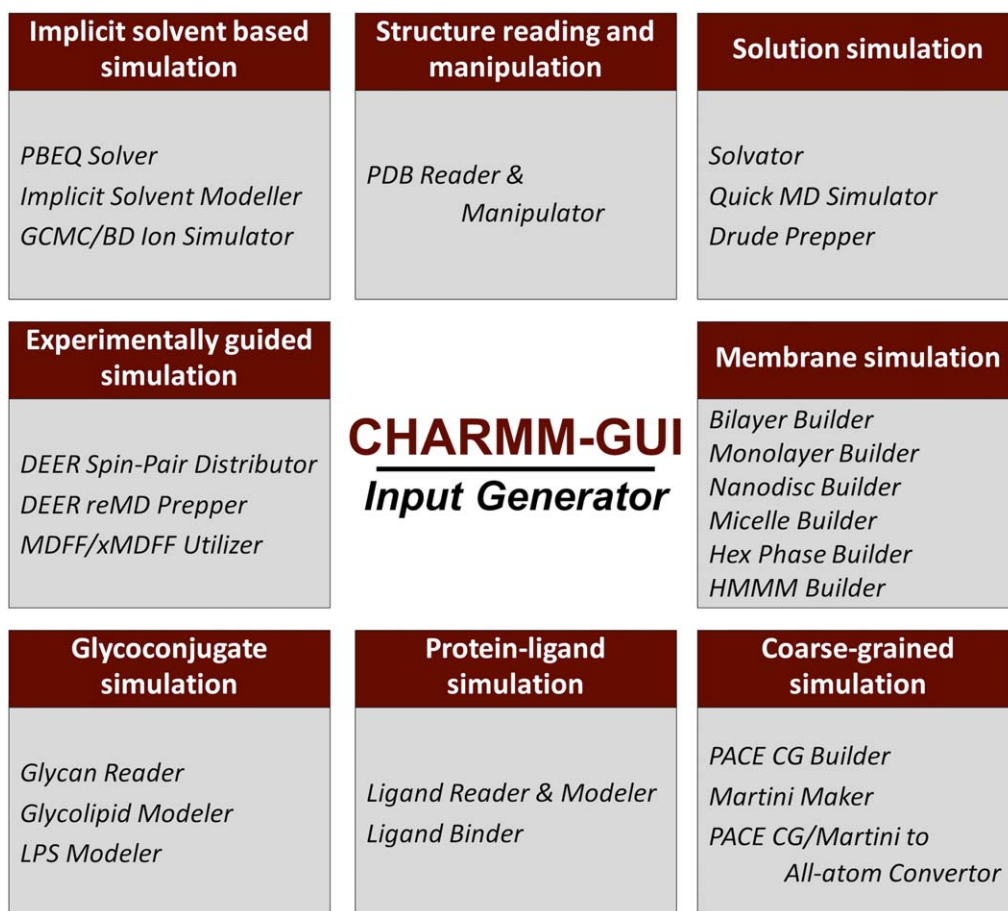 Implicit solvent based
simulation
PBEQ Solver
Implicit Solvent Modeller
GCMC/BD Ion Simulator
Structure reading and
manipulation
PDB Reader &
Manipulator
Solution simulation
Solvator
Quick MD Simulator
Drude Prepper
Experimentally guided
simulation
DEER Spin-Pair Distributor
DEER reMD Prepper
MDFF/xMDFF Utilizer
CHARMM-GUI
Input Generator
Membrane simulation
Bilayer Builder
Monolayer Builder
Nanodisc Builder
Micelle Builder
Hex Phase Builder
HMMM Builder
Glycoconjugate
simulation
Glycan Reader
Glycolipid Modeler
LPS Modeler
Protein-ligand
simulation
Ligand Reader & Modeler
Ligand Binder
Coarse-grained
simulation
PACE CG Builder
Martini Maker
PACE CG/Martini to
All-atom Convertor